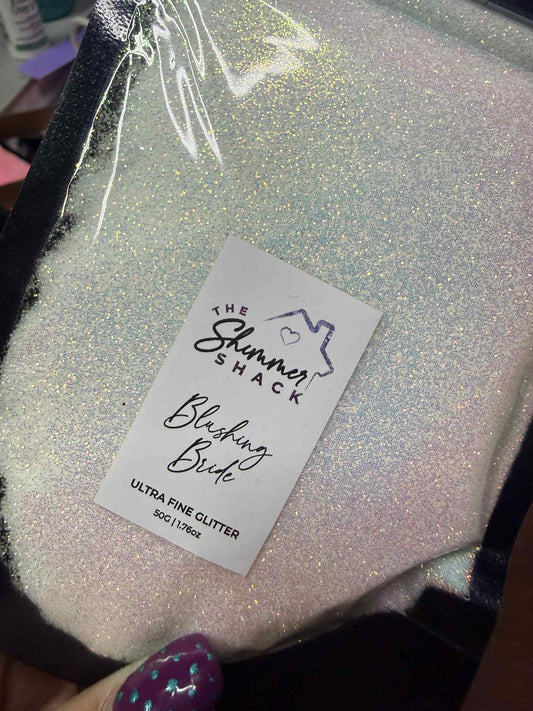 THE
Shimmer
SHACK
Blushing
Bride
ULTRA FINE GLITTER
50G | 1.76oz